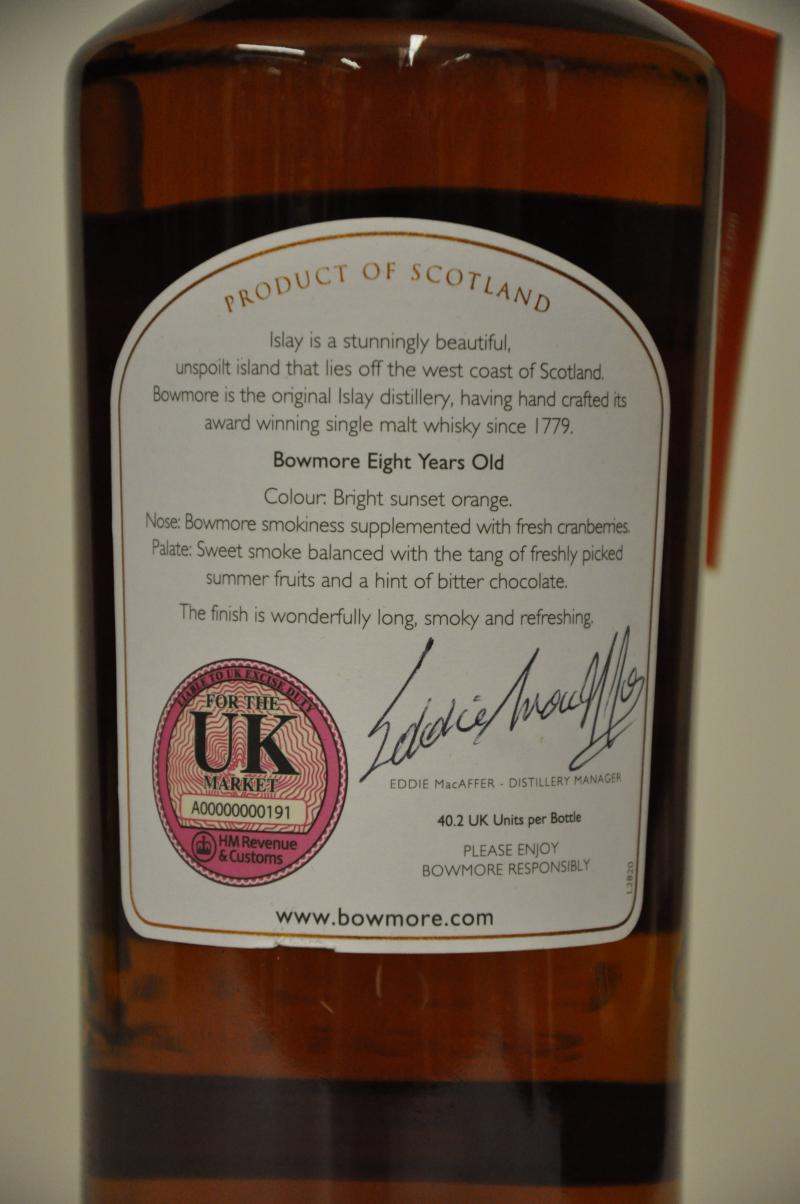 PRODUCT OF SCOTLAND
Islay is a stunningly beautiful,
unspoilt island that lies off the west coast of Scotland.
Bowmore is the original Islay distillery, having hand crafted its
award winning single malt whisky since 1779.
Bowmore Eight Years Old
Colour: Bright sunset orange.
Nose: Bowmore smokiness supplemented with fresh cranberries.
Palate: Sweet smoke balanced with the tang of freshly picked
summer fruits and a hint of bitter chocolate.
The finish is wonderfully long, smoky and refreshing.
LIABLE TO UK EXCISE DUTY
FOR THE
UK
MARKET
A00000000191
HM Revenue
& Customs
EDDIE MacAFFER - DISTILLERY MANAGER
40.2 UK Units per Bottle
PLEASE ENJOY
BOWMORE RESPONSIBLY
L2820
www.bowmore.com